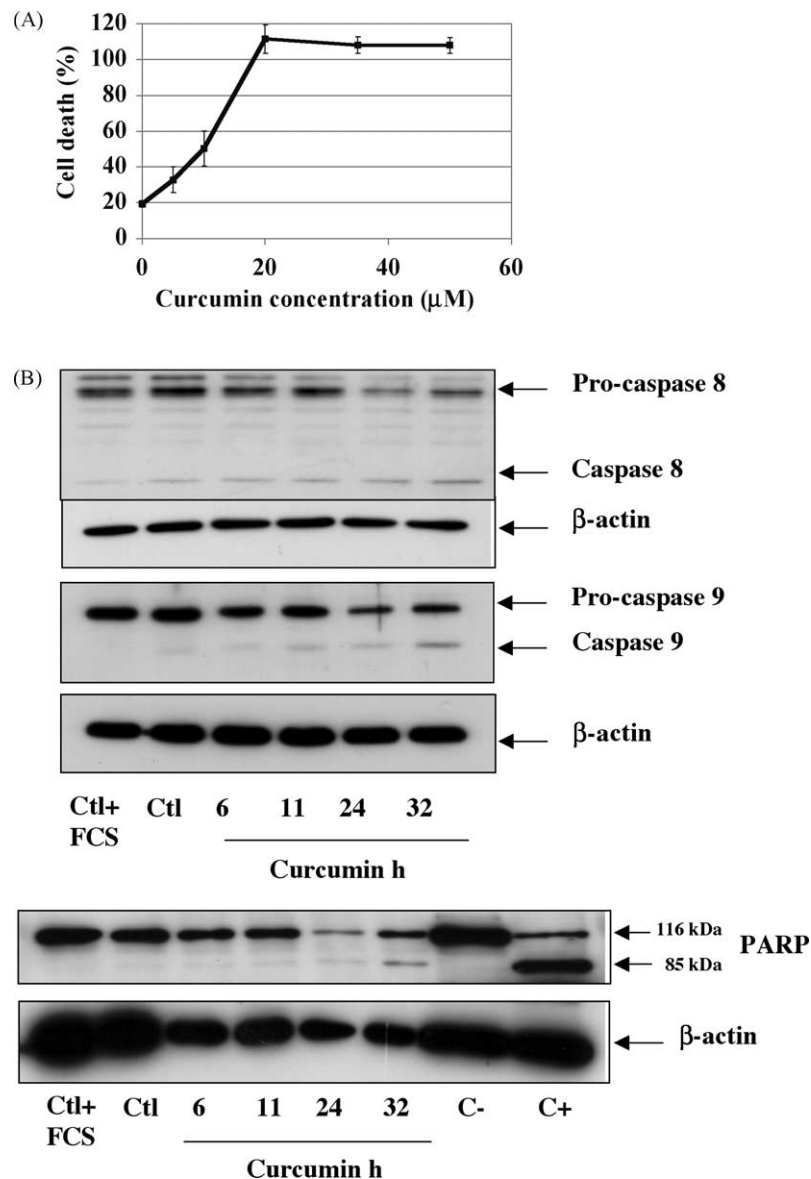 (A)
120
100
80
60
40
20
0
Cell death (%)
0 20 40 60
Curcumin concentration (μM)
(B)
Pro-caspase 8
Caspase 8
β-actin
Pro-caspase 9
Caspase 9
β-actin
Ctl+ Ctl 6 11 24 32
FCS
Curcumin h
116 kDa
PARP
85 kDa
β-actin
Ctl+ Ctl 6 11 24 32 C- C+
FCS
Curcumin h